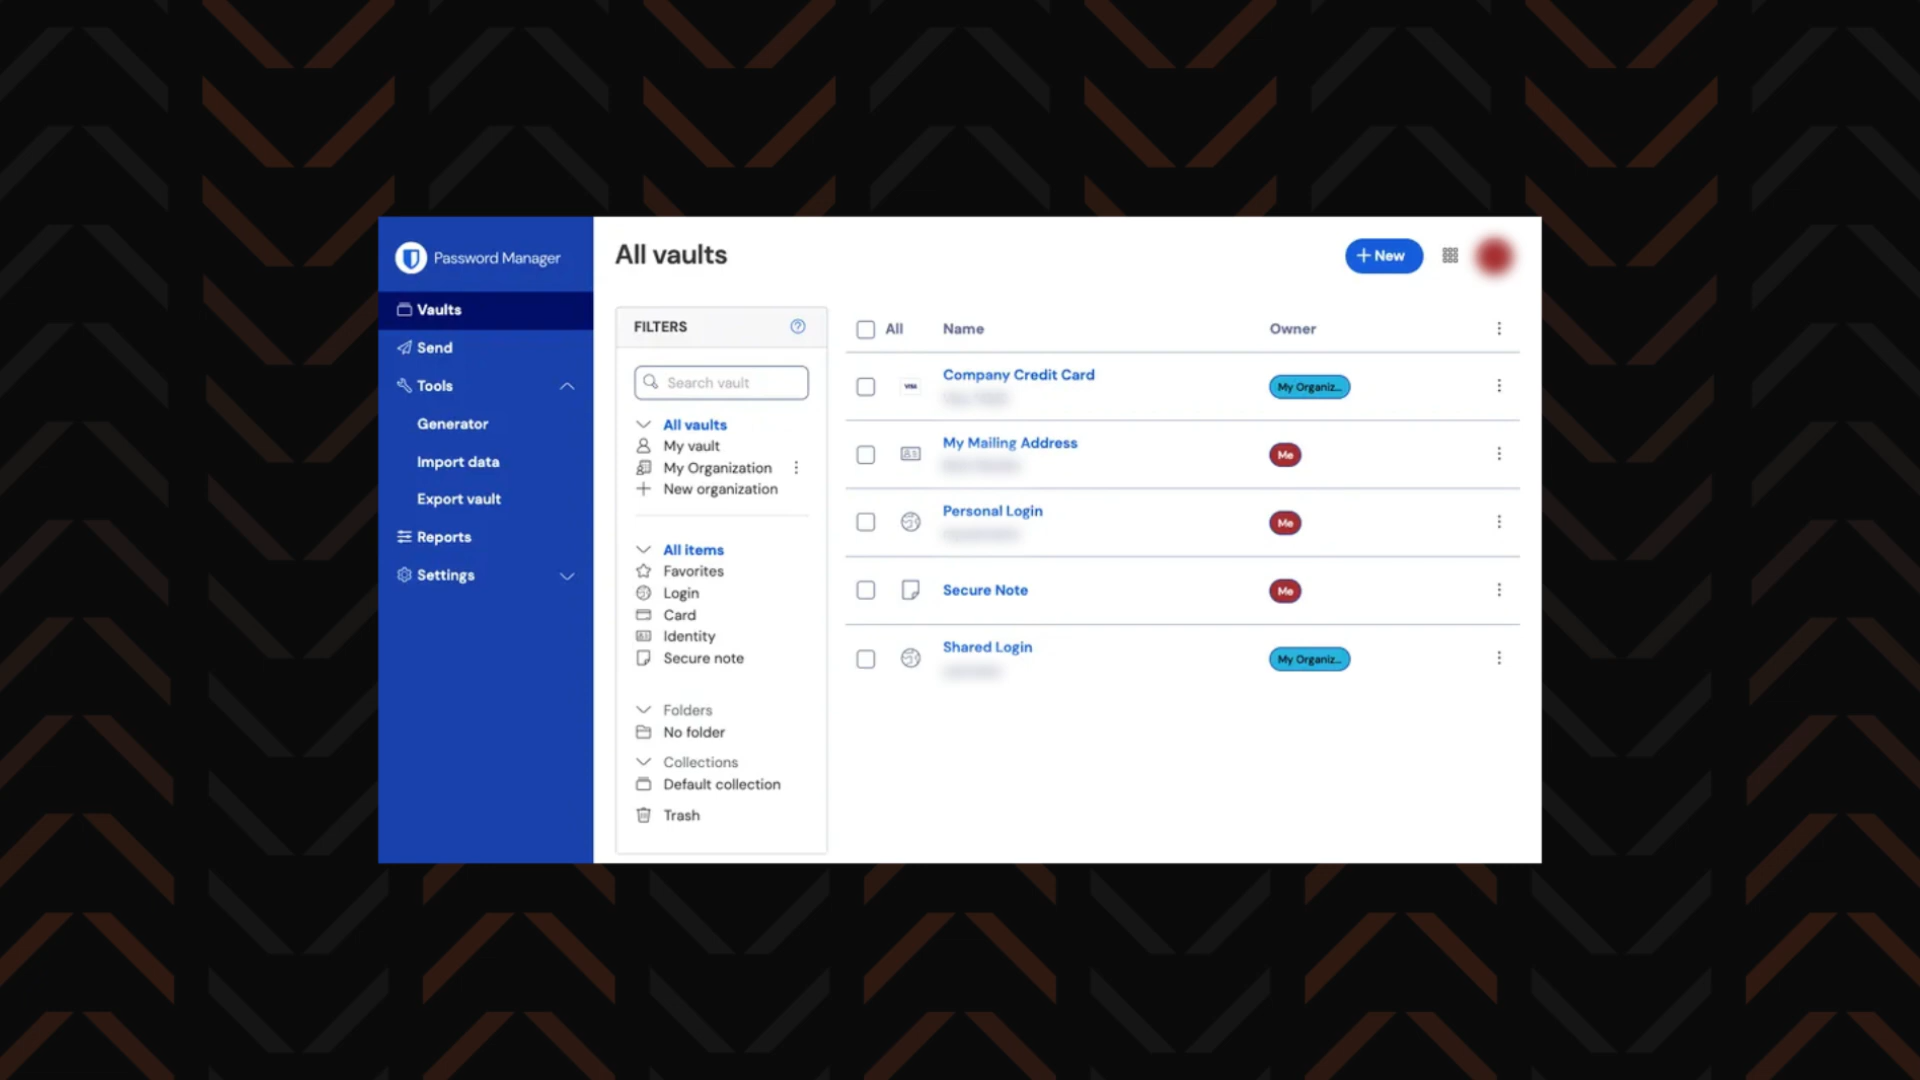 Password Manager
Vaults
Send
Tools
Generator
Import data
Export vault
Reports
Settings
All vaults
New
FILTERS
Search vault
All vaults
My vault
My Organization
New organization
All items
Favorites
Login
Card
Identity
Secure note
Folders
No folder
Collections
Default collection
Trash
All Name Owner
VISA Company Credit Card My Organiz...
My Mailing Address Me
Personal Login Me
Secure Note Me
Shared Login My Organiz...